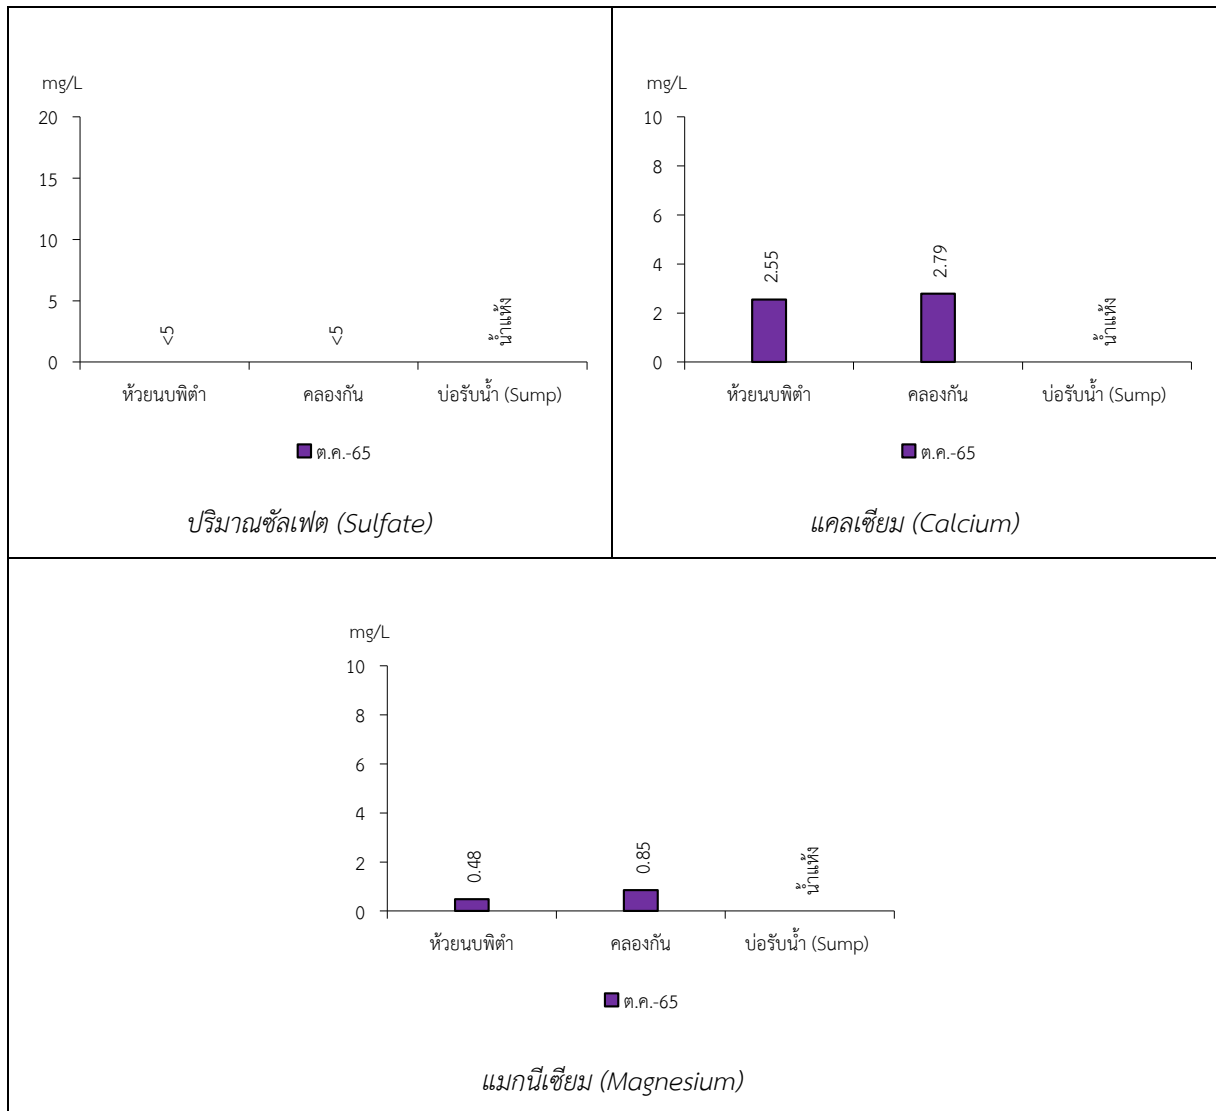 mg/L
20
15
10
5
0
<5
<5
น้ำแห้ง
ห้วยนบพิตำ
คลองกัน
บ่อรับน้ำ (Sump)
ต.ค.-65
ปริมาณซัลเฟต (Sulfate)
mg/L
10
8
6
4
2
0
2.55
2.79
น้ำแห้ง
ห้วยนบพิตำ
คลองกัน
บ่อรับน้ำ (Sump)
ต.ค.-65
แคลเซียม (Calcium)
mg/L
10
8
6
4
2
0
0.48
0.85
น้ำแห้ง
ห้วยนบพิตำ
คลองกัน
บ่อรับน้ำ (Sump)
ต.ค.-65
แมกนีเซียม (Magnesium)